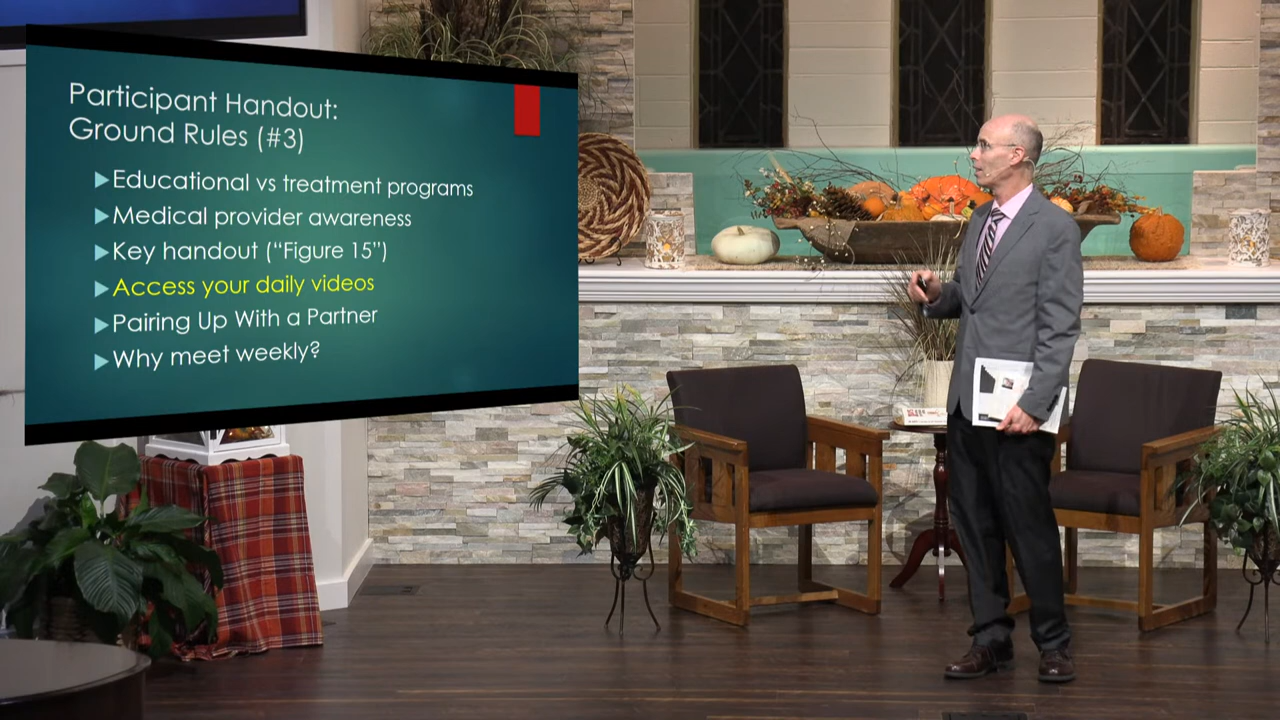 Participant Handout:
Ground Rules (#3)
Educational vs treatment programs
Medical provider awareness
Key handout (“Figure 15”)
Access your daily videos
Pairing Up With a Partner
Why meet weekly?